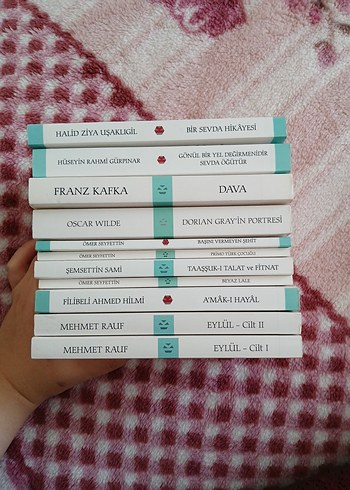 HALİD ZİYA UŞAKLIGİL BİR SEVDA HİKÂYESİ
HÜSEYİN RAHMİ GÜRPINAR GÖNÜL BİR YEL DEĞİRMENİDİR
SEVDA ÖĞÜTÜR
FRANZ KAFKA DAVA
OSCAR WILDE DORIAN GRAY'İN PORTRESİ
ÖMER SEYFETTİN BAŞINI VERMEYEN ŞEHİT
ÖMER SEYFETTİN PRİMO TÜRK ÇOCUĞU
ŞEMSETTİN SAMİ TAAŞŞUK-I TALAT ve FİTNAT
ÖMER SEYFETTİN BEYAZ LALE
FİLİBELİ AHMED HİLMİ A'MÂK-I HAYÂL
MEHMET RAUF EYLÜL – Cilt II
MEHMET RAUF EYLÜL – Cilt I